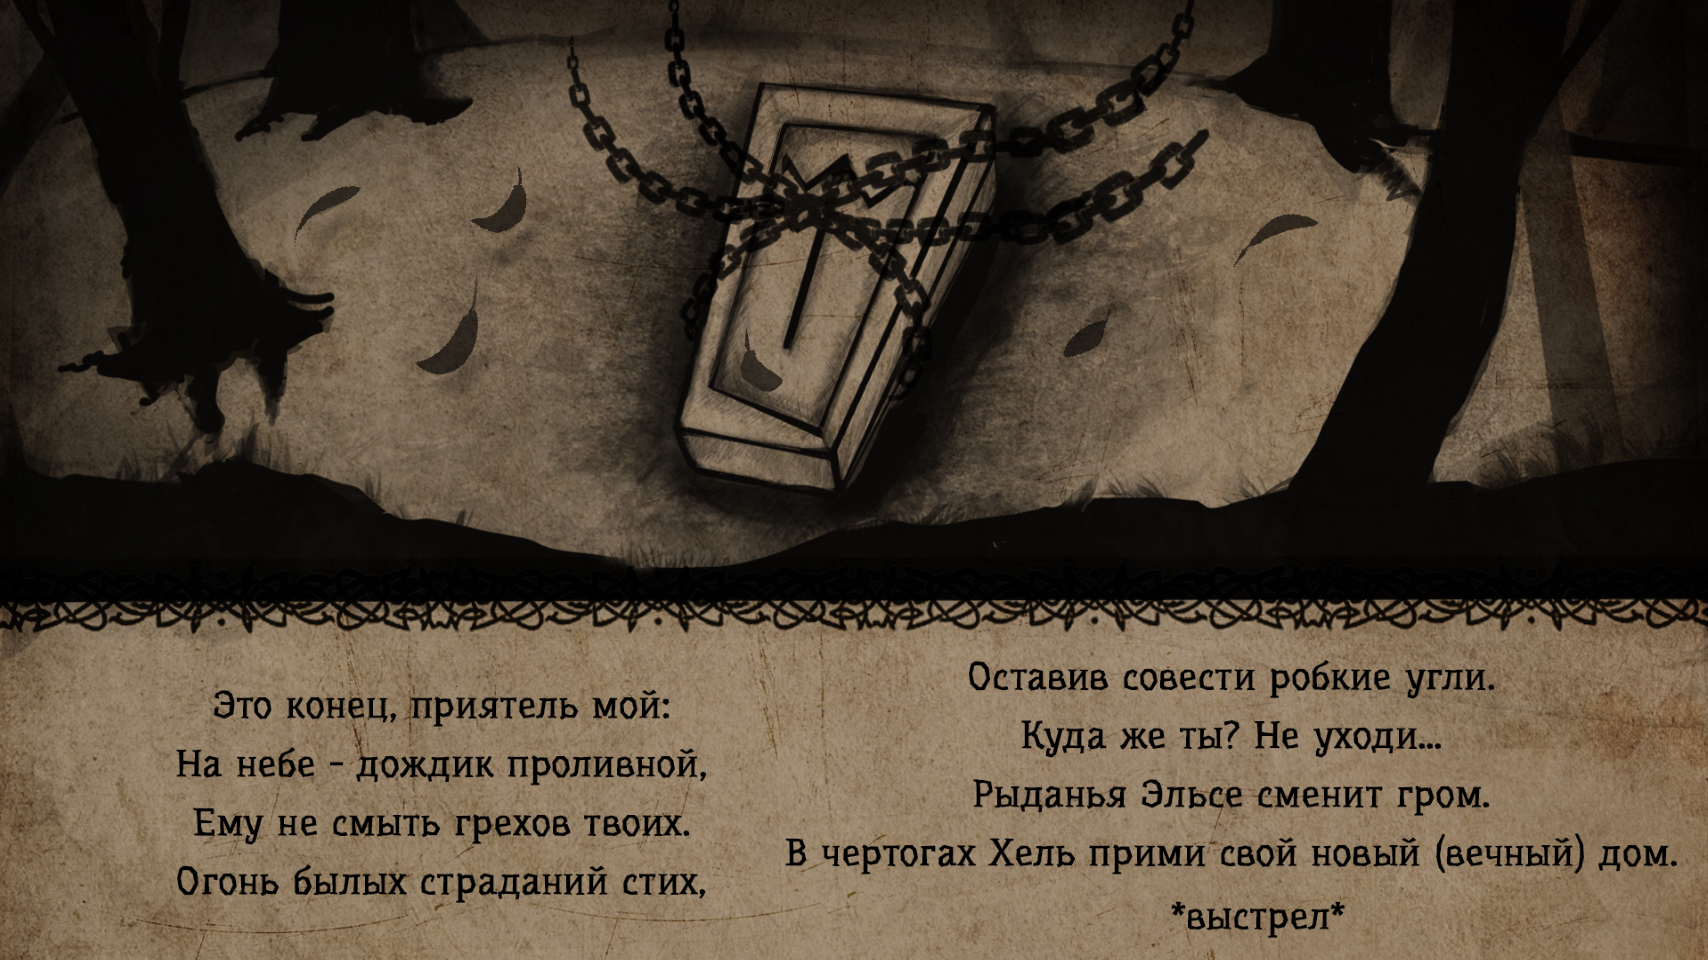 Это конец, приятель мой:
На небе - дождик проливной,
Ему не смыть грехов твоих.
Огонь былых страданий стих,
Оставив совести робкие угли.
Куда же ты? Не уходи...
Рыданья Эльсе сменит гром.
В чертогах Хель прими свой новый (вечный) дом.
*выстрел*